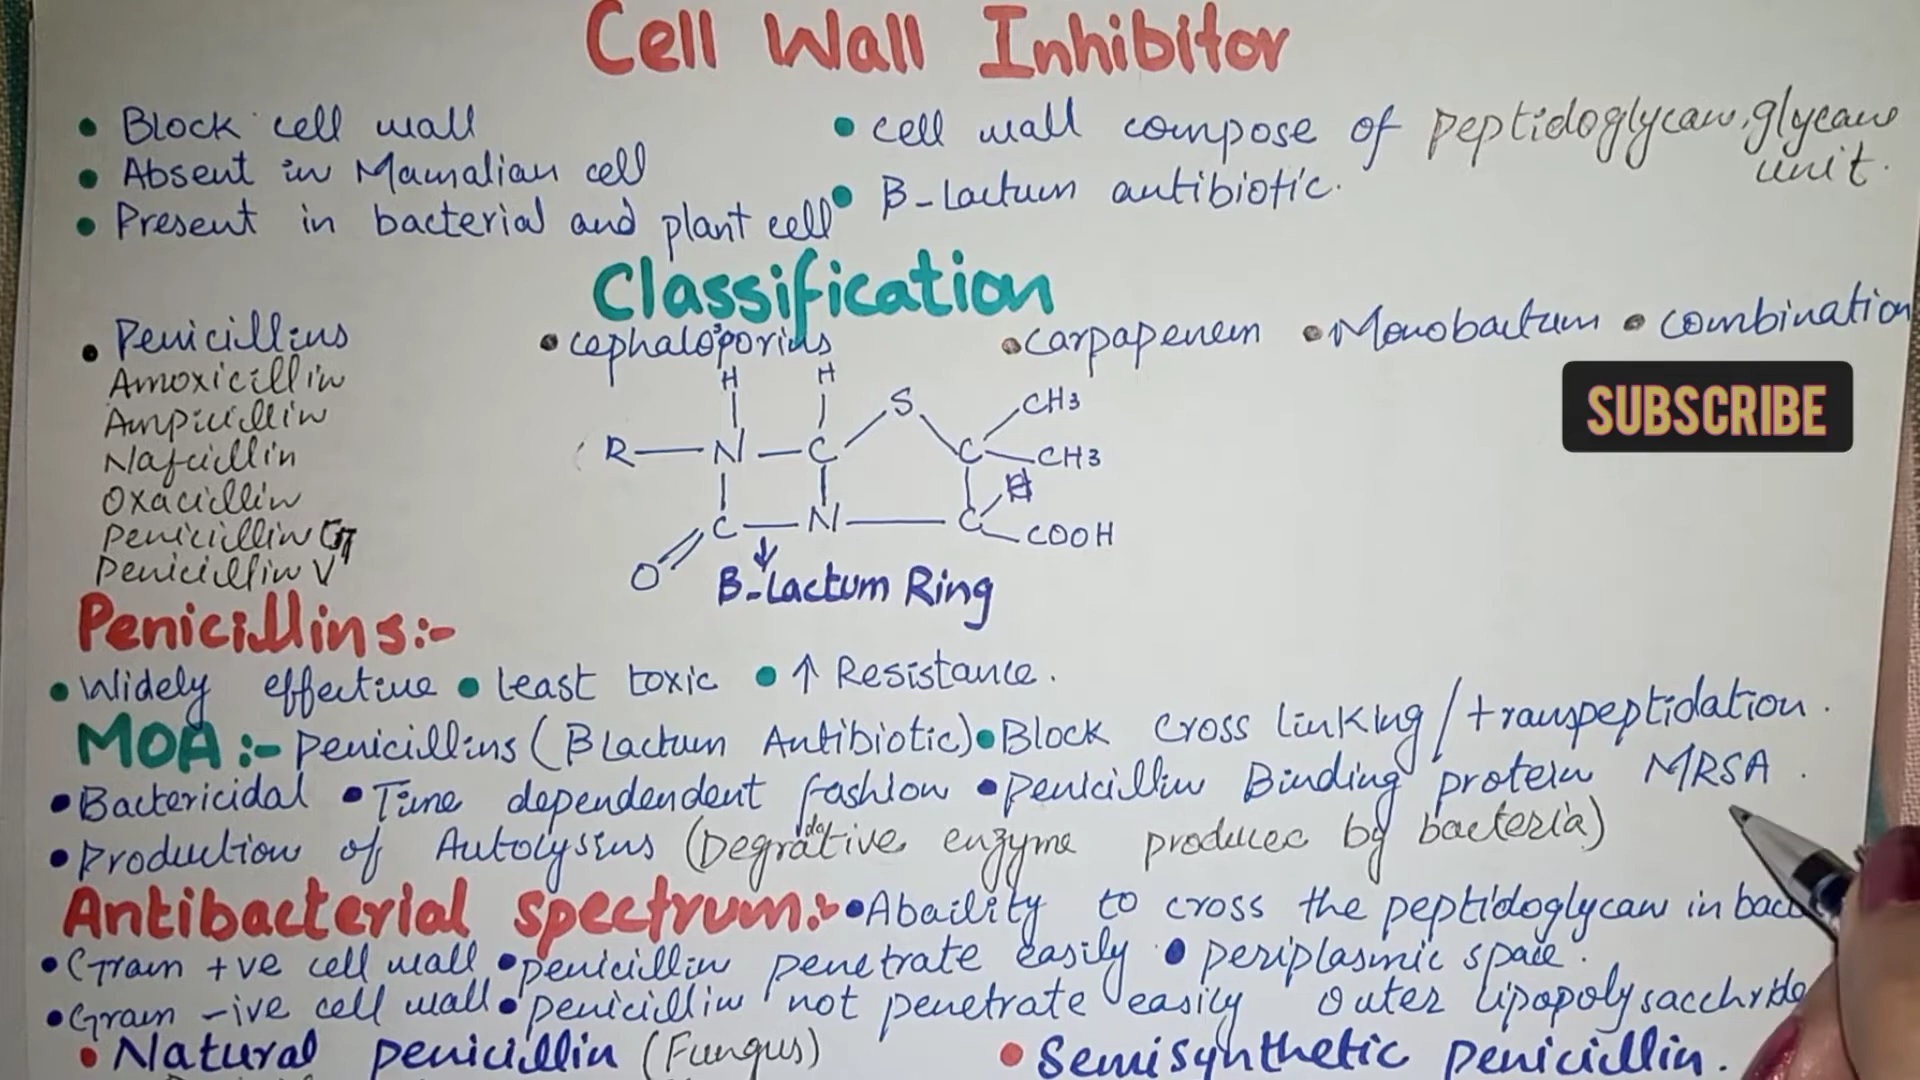 Cell Wall Inhibitor
• Block cell wall
• Absent in Mamalian cell
• Present in bacterial and plant cell
• cell wall compose of peptidoglycan, glycan
unit.
• B-Lactum antibiotic.
Classification
• Penicillins • cephaloporins • carpapenem • Monobactum • combination
Amoxicillin
Ampicillin
Nafcillin
Oxacillin
Penicillin G
Penicillin V
H H
S CH3
R N C C CH3
H
C N C COOH
O
B-Lactum Ring
SUBSCRIBE
Penicillins:-
• Widely effective • Least toxic • ↑ Resistance.
MOA:- Penicillins (B Lactum Antibiotic) • Block cross linking / transpeptidation.
• Bactericidal • Time dependendent fashion • Penicillin Binding protein MRSA.
• Production of Autolysins (Degradative enzyme produced by bacteria)
Antibacterial spectrum:- • Abaility to cross the peptidoglycan in bac
• Gram +ve cell wall • penicillin penetrate easily • periplasmic space.
• Gram -ive cell wall • penicillin not penetrate easily outer lipopolysacchride
• Natural penicillin (Fungus) • Semisynthetic penicillin.